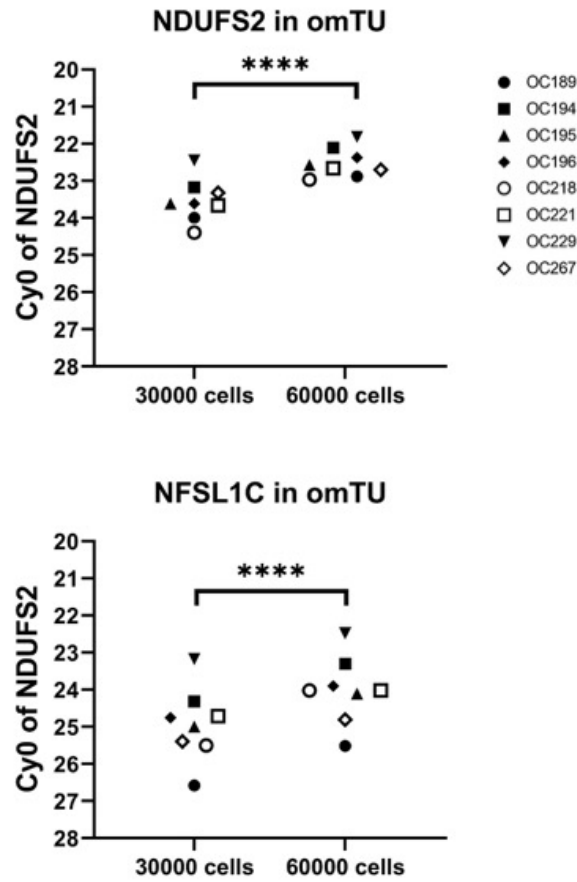 NDUFS2 in omTU
****
Cy0 of NDUFS2
20
21
22
23
24
25
26
27
28
30000 cells
60000 cells
OC189
OC194
OC195
OC196
OC218
OC221
OC229
OC267
NFSL1C in omTU
****
Cy0 of NDUFS2
20
21
22
23
24
25
26
27
28
30000 cells
60000 cells